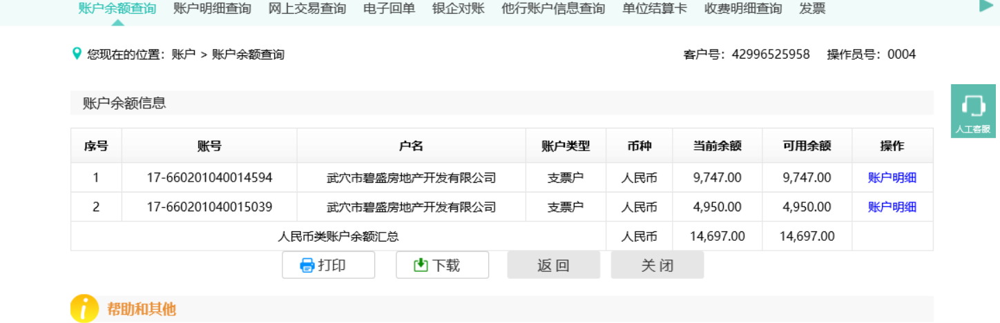 账户余额查询 账户明细查询 网上交易查询 电子回单 银企对账 他行账户信息查询 单位结算卡 收费明细查询 发票
您现在的位置：账户 > 账户余额查询 客户号：42996525958 操作员号：0004
人工客服
账户余额信息
序号 账号 户名 账户类型 币种 当前余额 可用余额 操作
1 17-660201040014594 武穴市碧盛房地产开发有限公司 支票户 人民币 9,747.00 9,747.00 账户明细
2 17-660201040015039 武穴市碧盛房地产开发有限公司 支票户 人民币 4,950.00 4,950.00 账户明细
人民币类账户余额汇总 人民币 14,697.00 14,697.00
打印 下载 返回 关闭
帮助和其他